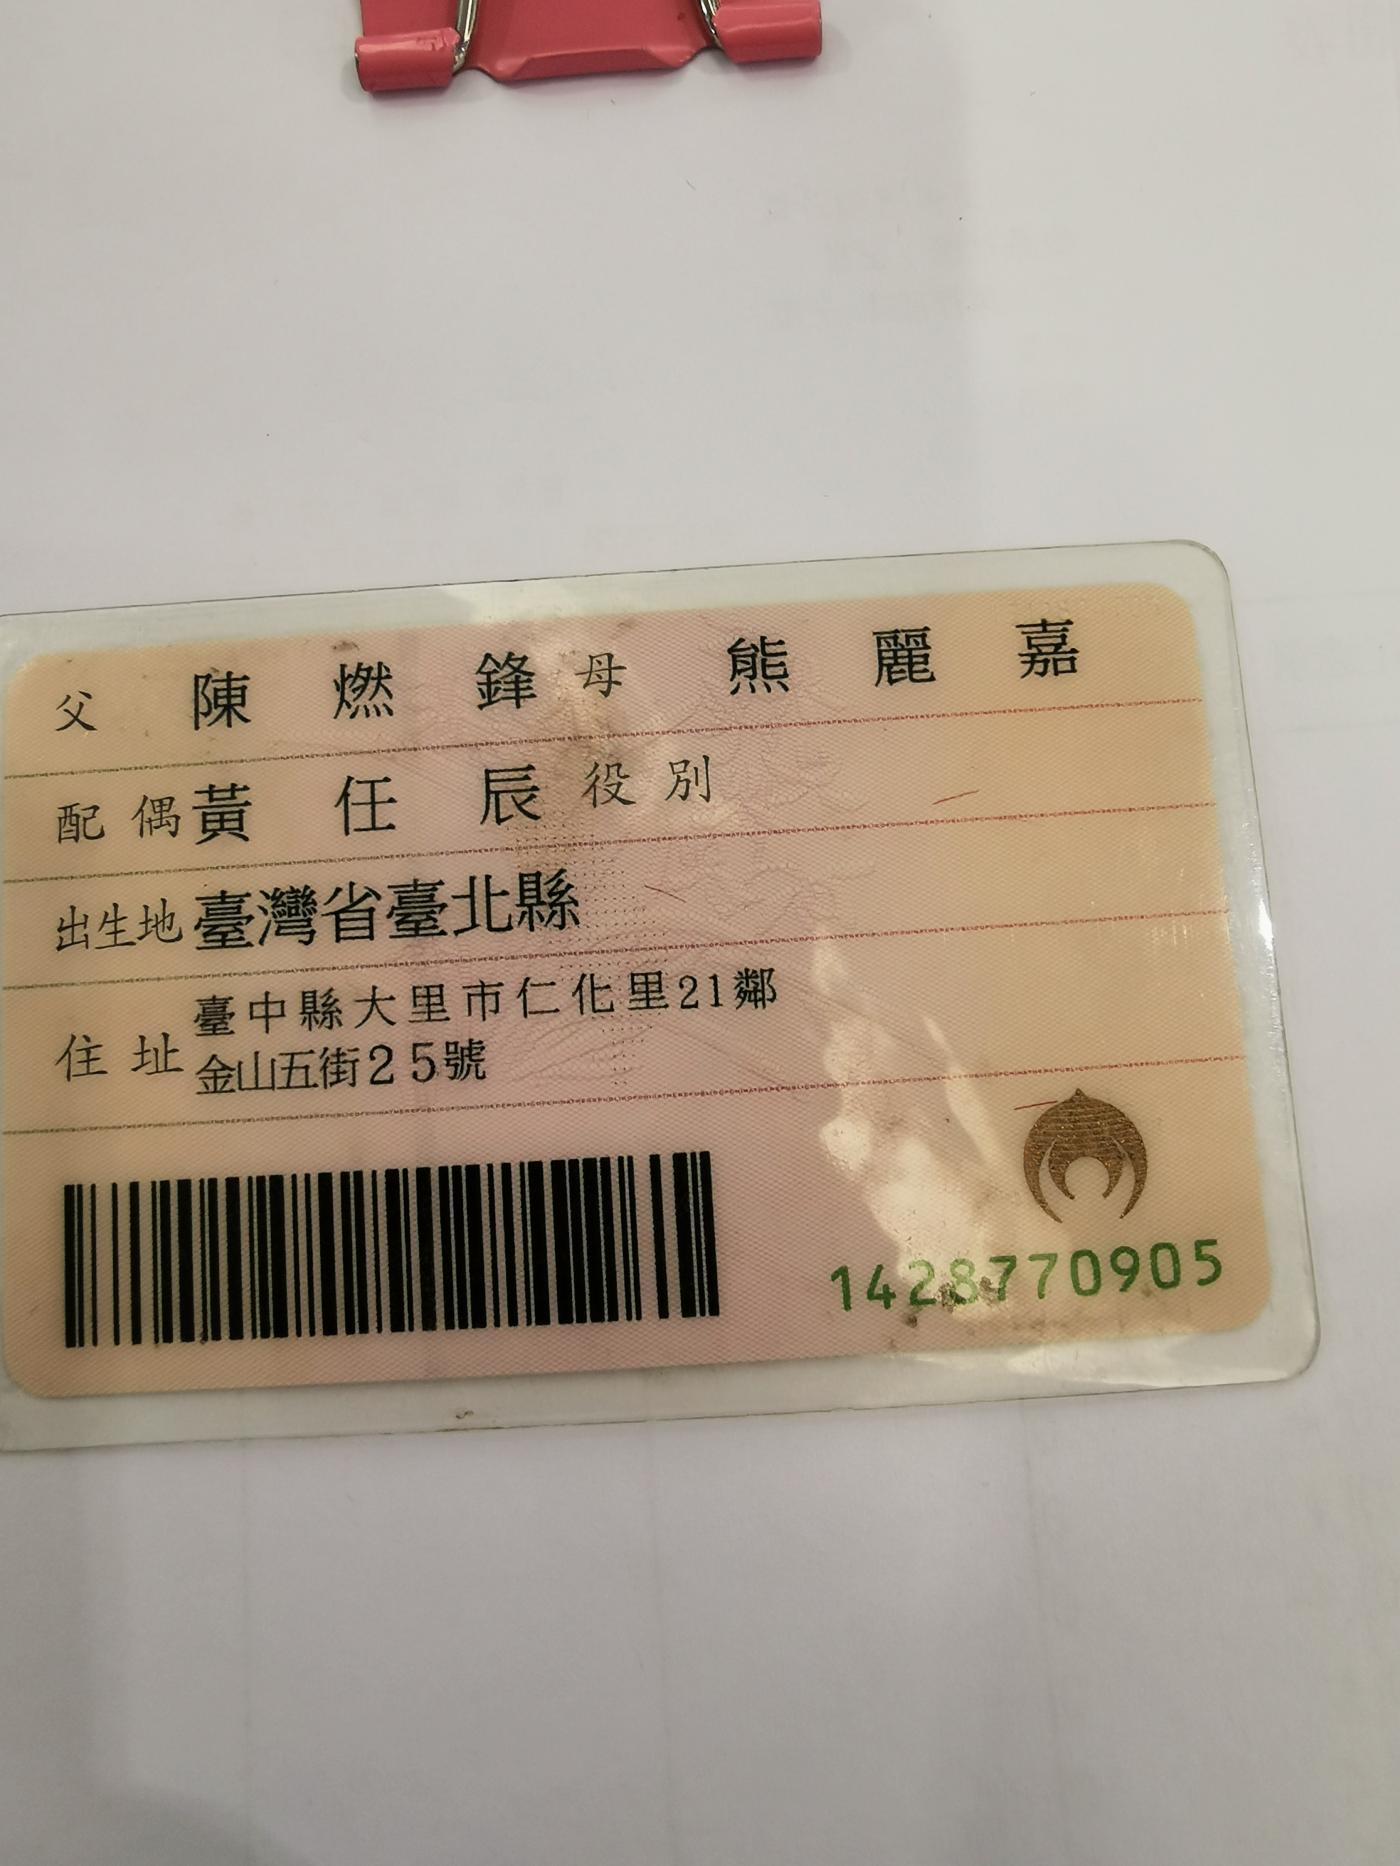 父 陳燃鋒 母 熊麗嘉
配偶 黃任辰 役別
出生地 臺灣省臺北縣
住址 臺中縣大里市仁化里21鄰
金山五街25號
1428770905